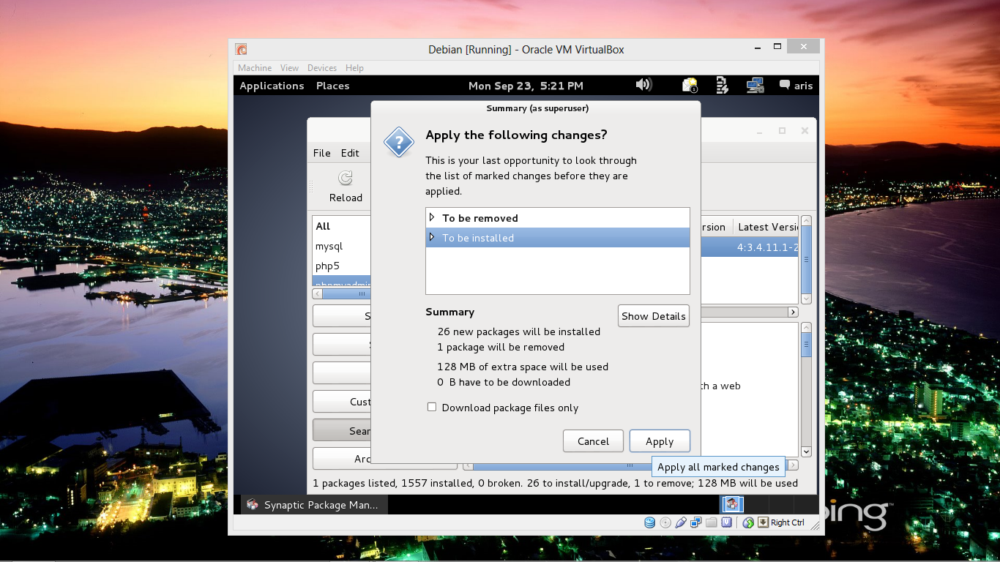 Debian [Running] - Oracle VM VirtualBox
Machine View Devices Help
Applications Places Mon Sep 23, 5:21 PM aris
Summary (as superuser)
Apply the following changes?
This is your last opportunity to look through
the list of marked changes before they are
applied.
To be removed
To be installed
Summary
Show Details
26 new packages will be installed
1 package will be removed
128 MB of extra space will be used
0 B have to be downloaded
Download package files only
Cancel Apply
Apply all marked changes
File Edit
Reload
All
mysql
php5
phpmyadmin
S
Cust
Sear
Arc
rsion Latest Versi
4:3.4.11.1-2
th a web
1 packages listed, 1557 installed, 0 broken. 26 to install/upgrade, 1 to remove; 128 MB will be used
Synaptic Package Man...
Right Ctrl
bing